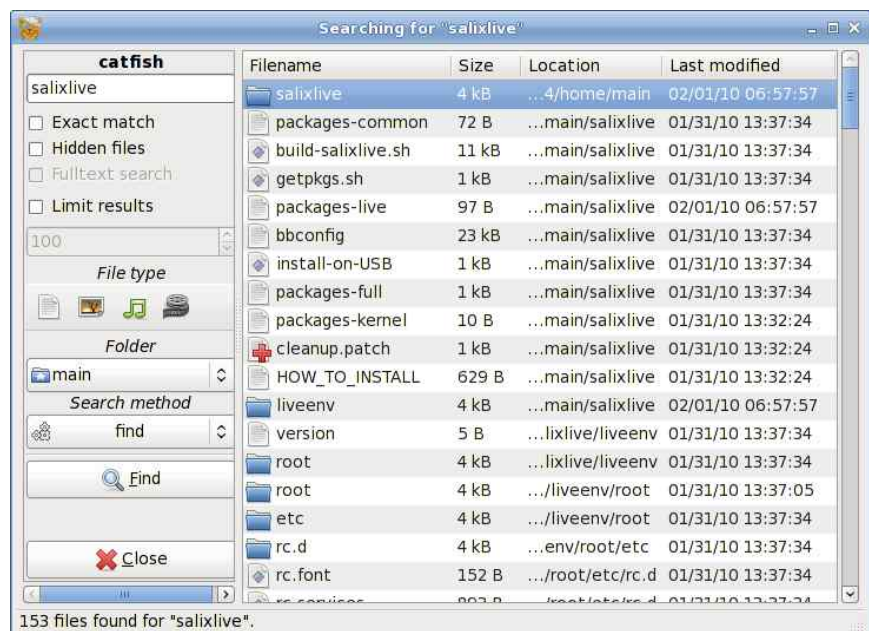 Searching for "salixlive"
catfish
salixlive
Exact match
Hidden files
Fulltext search
Limit results
100
File type
Folder
main
Search method
find
Find
Close
Filename Size Location Last modified
salixlive 4 kB ...4/home/main 02/01/10 06:57:57
packages-common 72 B ...main/salixlive 01/31/10 13:37:34
build-salixlive.sh 11 kB ...main/salixlive 01/31/10 13:37:34
getpkgs.sh 1 kB ...main/salixlive 01/31/10 13:37:34
packages-live 97 B ...main/salixlive 02/01/10 06:57:57
bbconfig 23 kB ...main/salixlive 01/31/10 13:37:34
install-on-USB 1 kB ...main/salixlive 01/31/10 13:37:34
packages-full 1 kB ...main/salixlive 01/31/10 13:37:34
packages-kernel 10 B ...main/salixlive 01/31/10 13:32:24
cleanup.patch 1 kB ...main/salixlive 01/31/10 13:32:24
HOW_TO_INSTALL 629 B ...main/salixlive 01/31/10 13:32:24
liveenv 4 kB ...main/salixlive 02/01/10 06:57:57
version 5 B ...lixlive/liveenv 01/31/10 13:37:34
root 4 kB ...lixlive/liveenv 01/31/10 13:37:34
root 4 kB .../liveenv/root 01/31/10 13:37:05
etc 4 kB .../liveenv/root 01/31/10 13:37:34
rc.d 4 kB ...env/root/etc 01/31/10 13:37:34
rc.font 152 B .../root/etc/rc.d 01/31/10 13:37:34
153 files found for "salixlive".